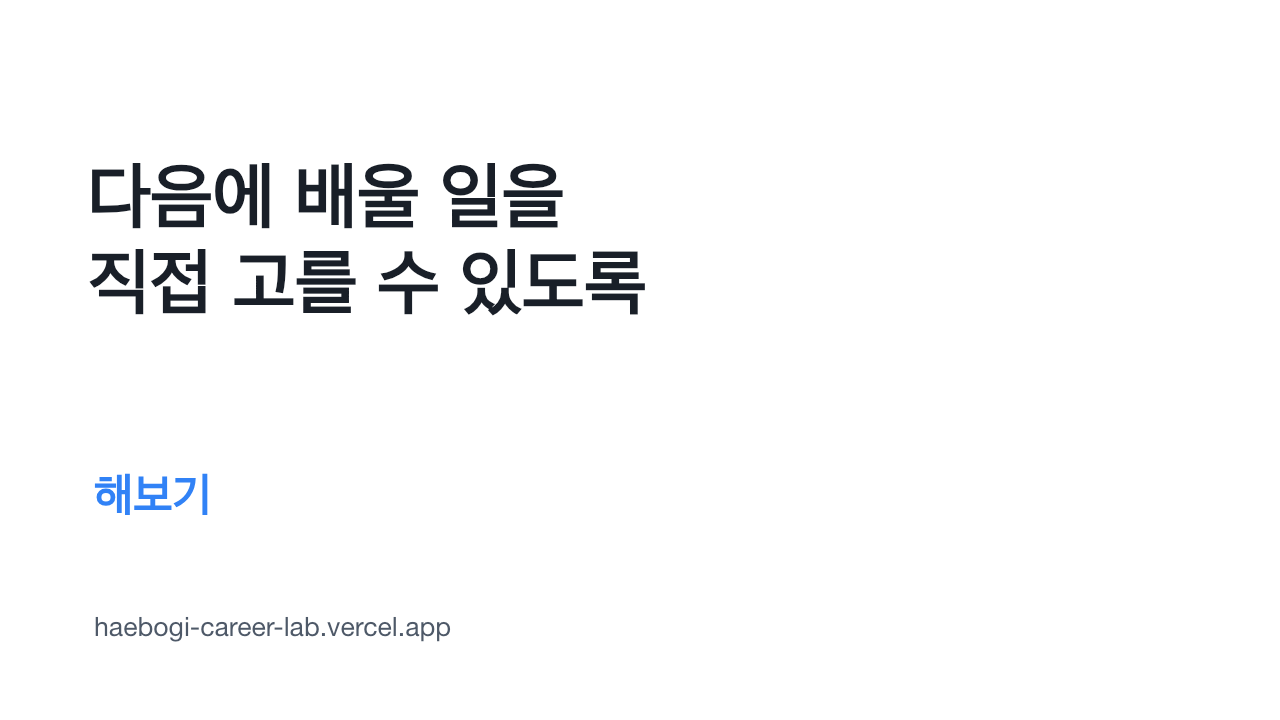 다음에 배울 일을
직접 고를 수 있도록
해보기
haebogi-career-lab.vercel.app